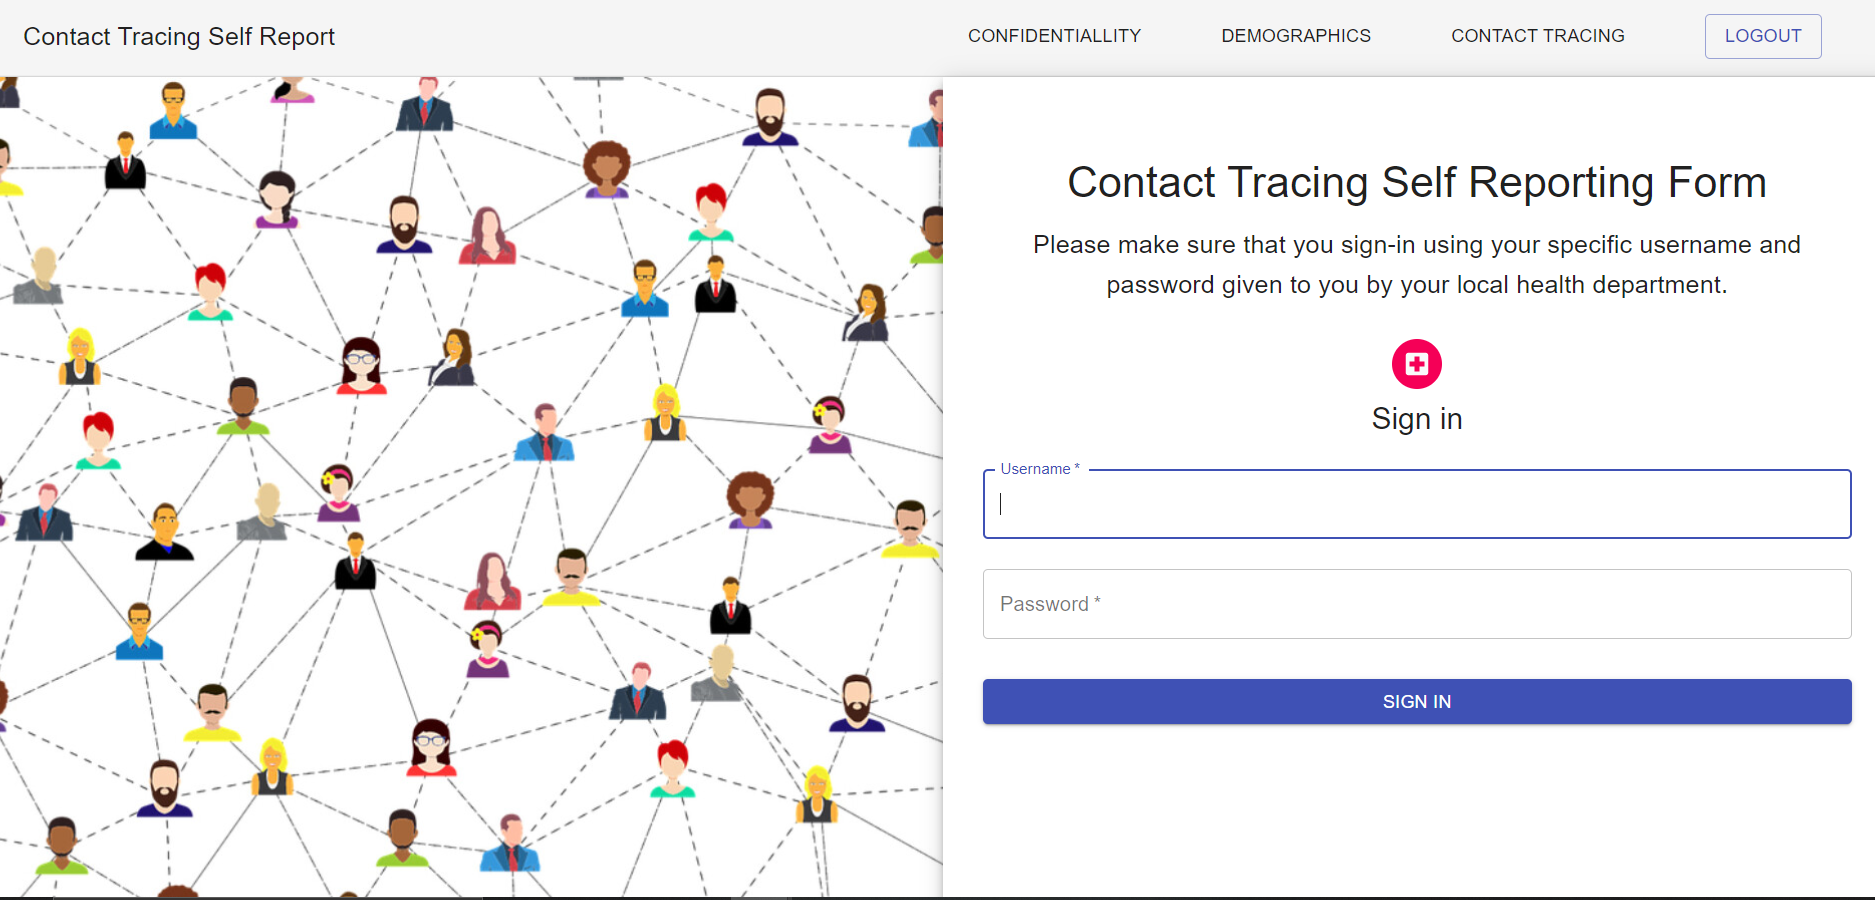 Contact Tracing Self Report
CONFIDENTIALLITY
DEMOGRAPHICS
CONTACT TRACING
LOGOUT
Contact Tracing Self Reporting Form
Please make sure that you sign-in using your specific username and
password given to you by your local health department.
Sign in
Username *
Password *
SIGN IN